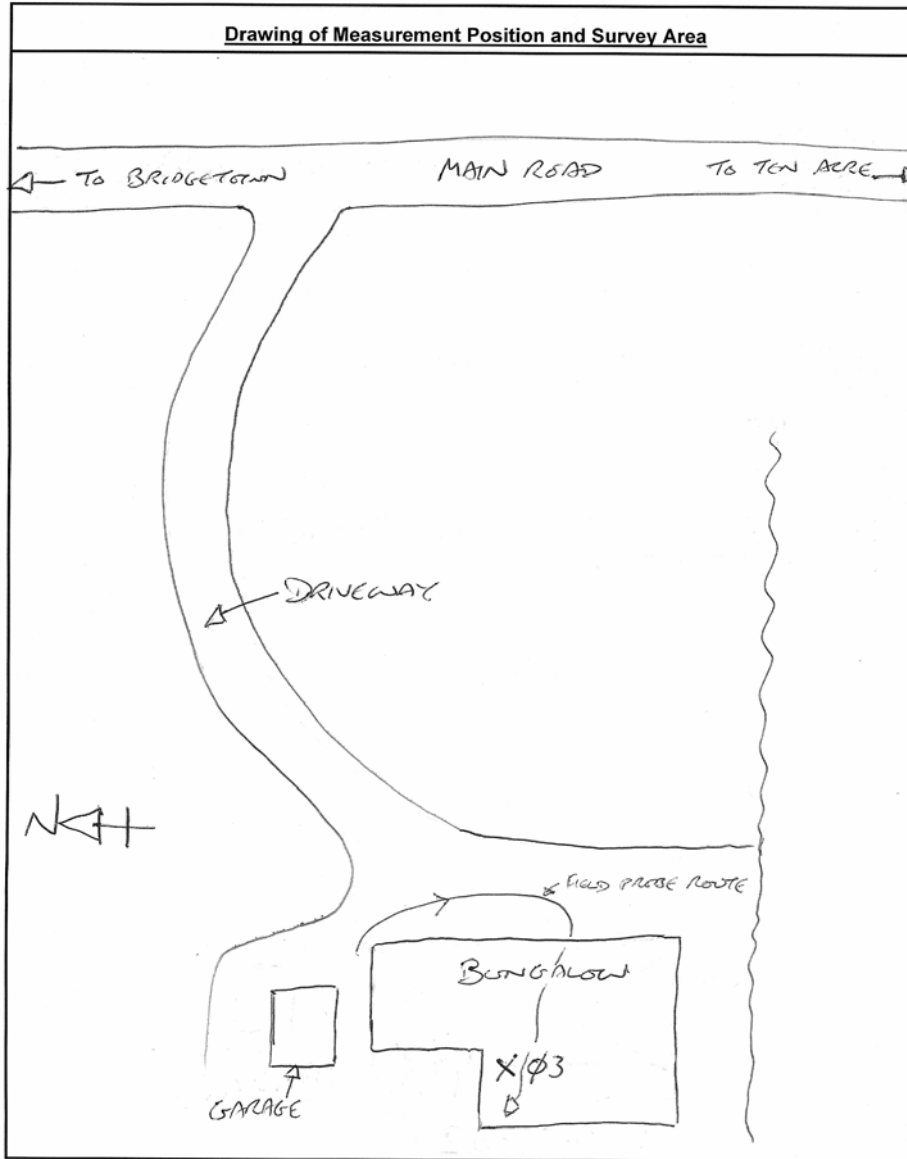 Drawing of Measurement Position and Survey Area
TO BRIDGETOWN MAIN ROAD TO TEN ACRE
DRIVEWAY
N
FIELD PROBE ROUTE
BUNGALOW
X Ø3
GARAGE